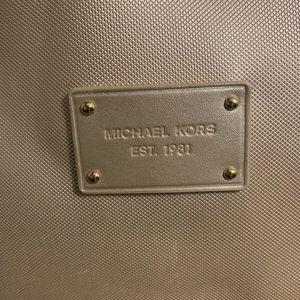 MICHAEL KORS
EST. 1981